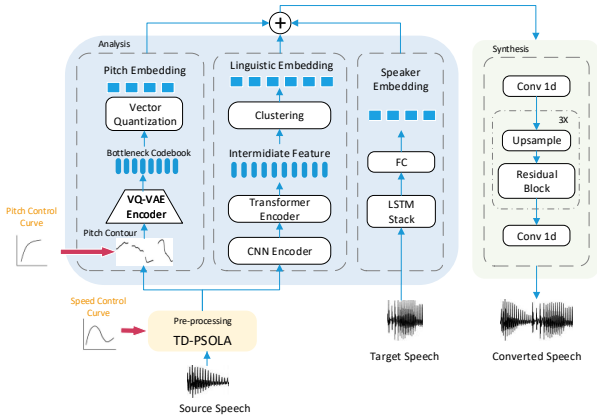 Analysis
Synthesis
Pitch Embedding
Linguistic Embedding
Speaker
Embedding
Vector
Quantization
Clustering
Conv 1d
3X
Upsample
Bottleneck Codebook
Intermidiate Feature
FC
Residual
Block
VQ-VAE
Encoder
Transformer
Encoder
LSTM
Stack
Pitch Control
Curve
Pitch Contour
CNN Encoder
Conv 1d
Speed Control
Curve
Pre-processing
TD-PSOLA
Target Speech
Converted Speech
Source Speech